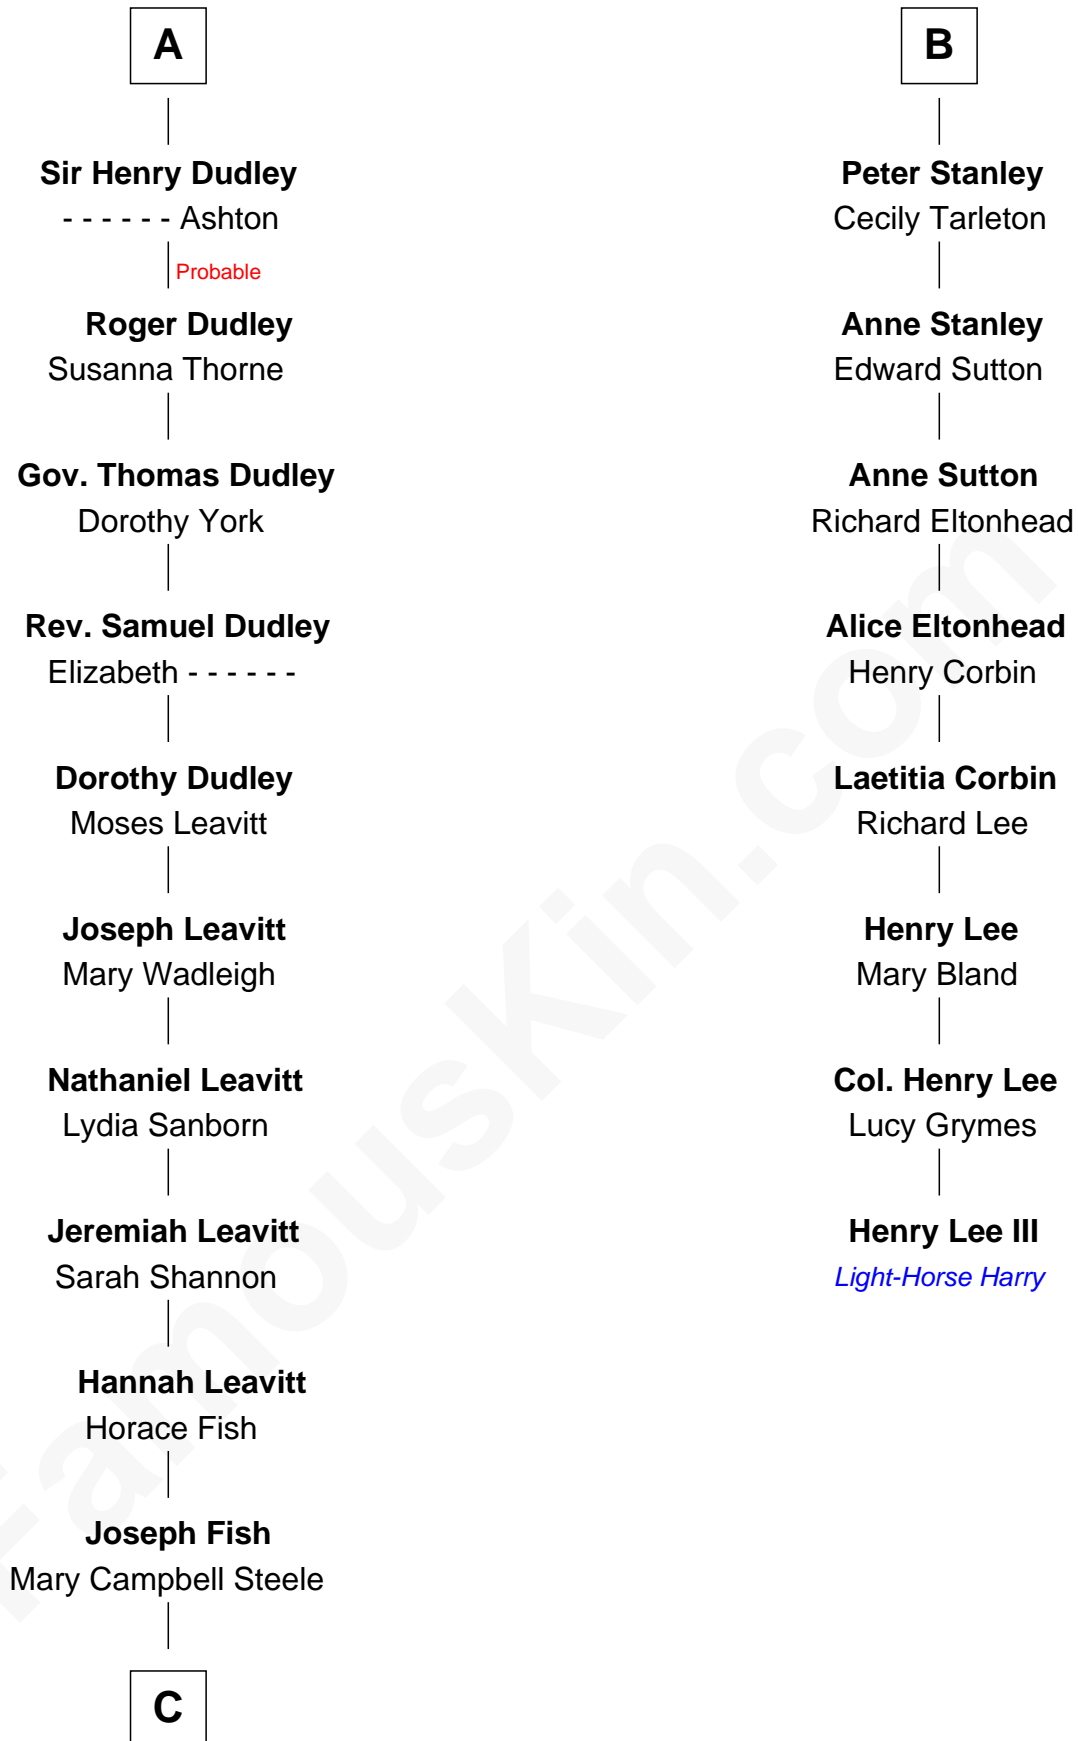 A
Sir Henry Dudley
- - - - - - Ashton
Probable
Roger Dudley
Susanna Thorne
Gov. Thomas Dudley
Dorothy York
Rev. Samuel Dudley
Elizabeth - - - - - -
Dorothy Dudley
Moses Leavitt
Joseph Leavitt
Mary Wadleigh
Nathaniel Leavitt
Lydia Sanborn
Jeremiah Leavitt
Sarah Shannon
Hannah Leavitt
Horace Fish
Joseph Fish
Mary Campbell Steele
C
B
Peter Stanley
Cecily Tarleton
Anne Stanley
Edward Sutton
Anne Sutton
Richard Eltonhead
Alice Eltonhead
Henry Corbin
Laetitia Corbin
Richard Lee
Henry Lee
Mary Bland
Col. Henry Lee
Lucy Grymes
Henry Lee III
Light-Horse Harry
FamousKin.com